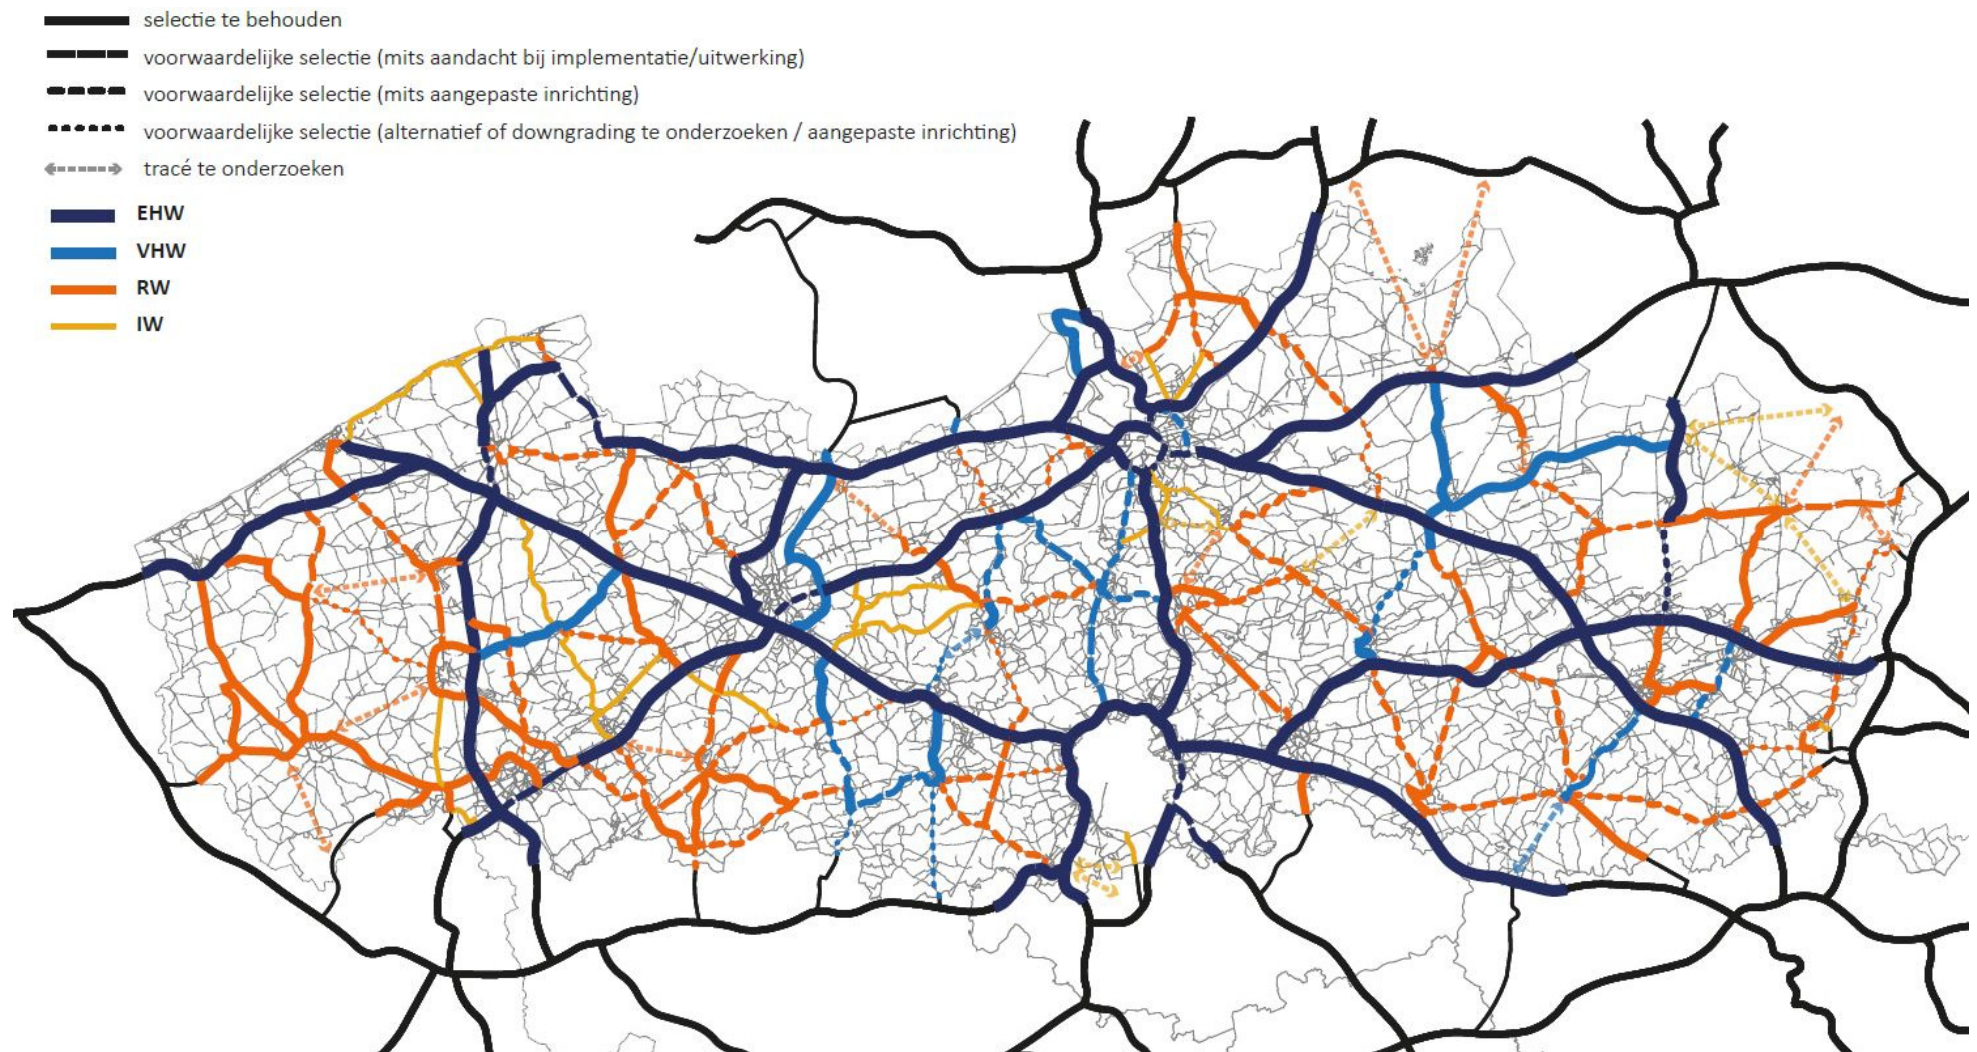 selectie te behouden
voorwaardelijke selectie (mits aandacht bij implementatie/uitwerking)
voorwaardelijke selectie (mits aangepaste inrichting)
voorwaardelijke selectie (alternatief of downgrading te onderzoeken / aangepaste inrichting)
tracé te onderzoeken
EHW
VHW
RW
IW